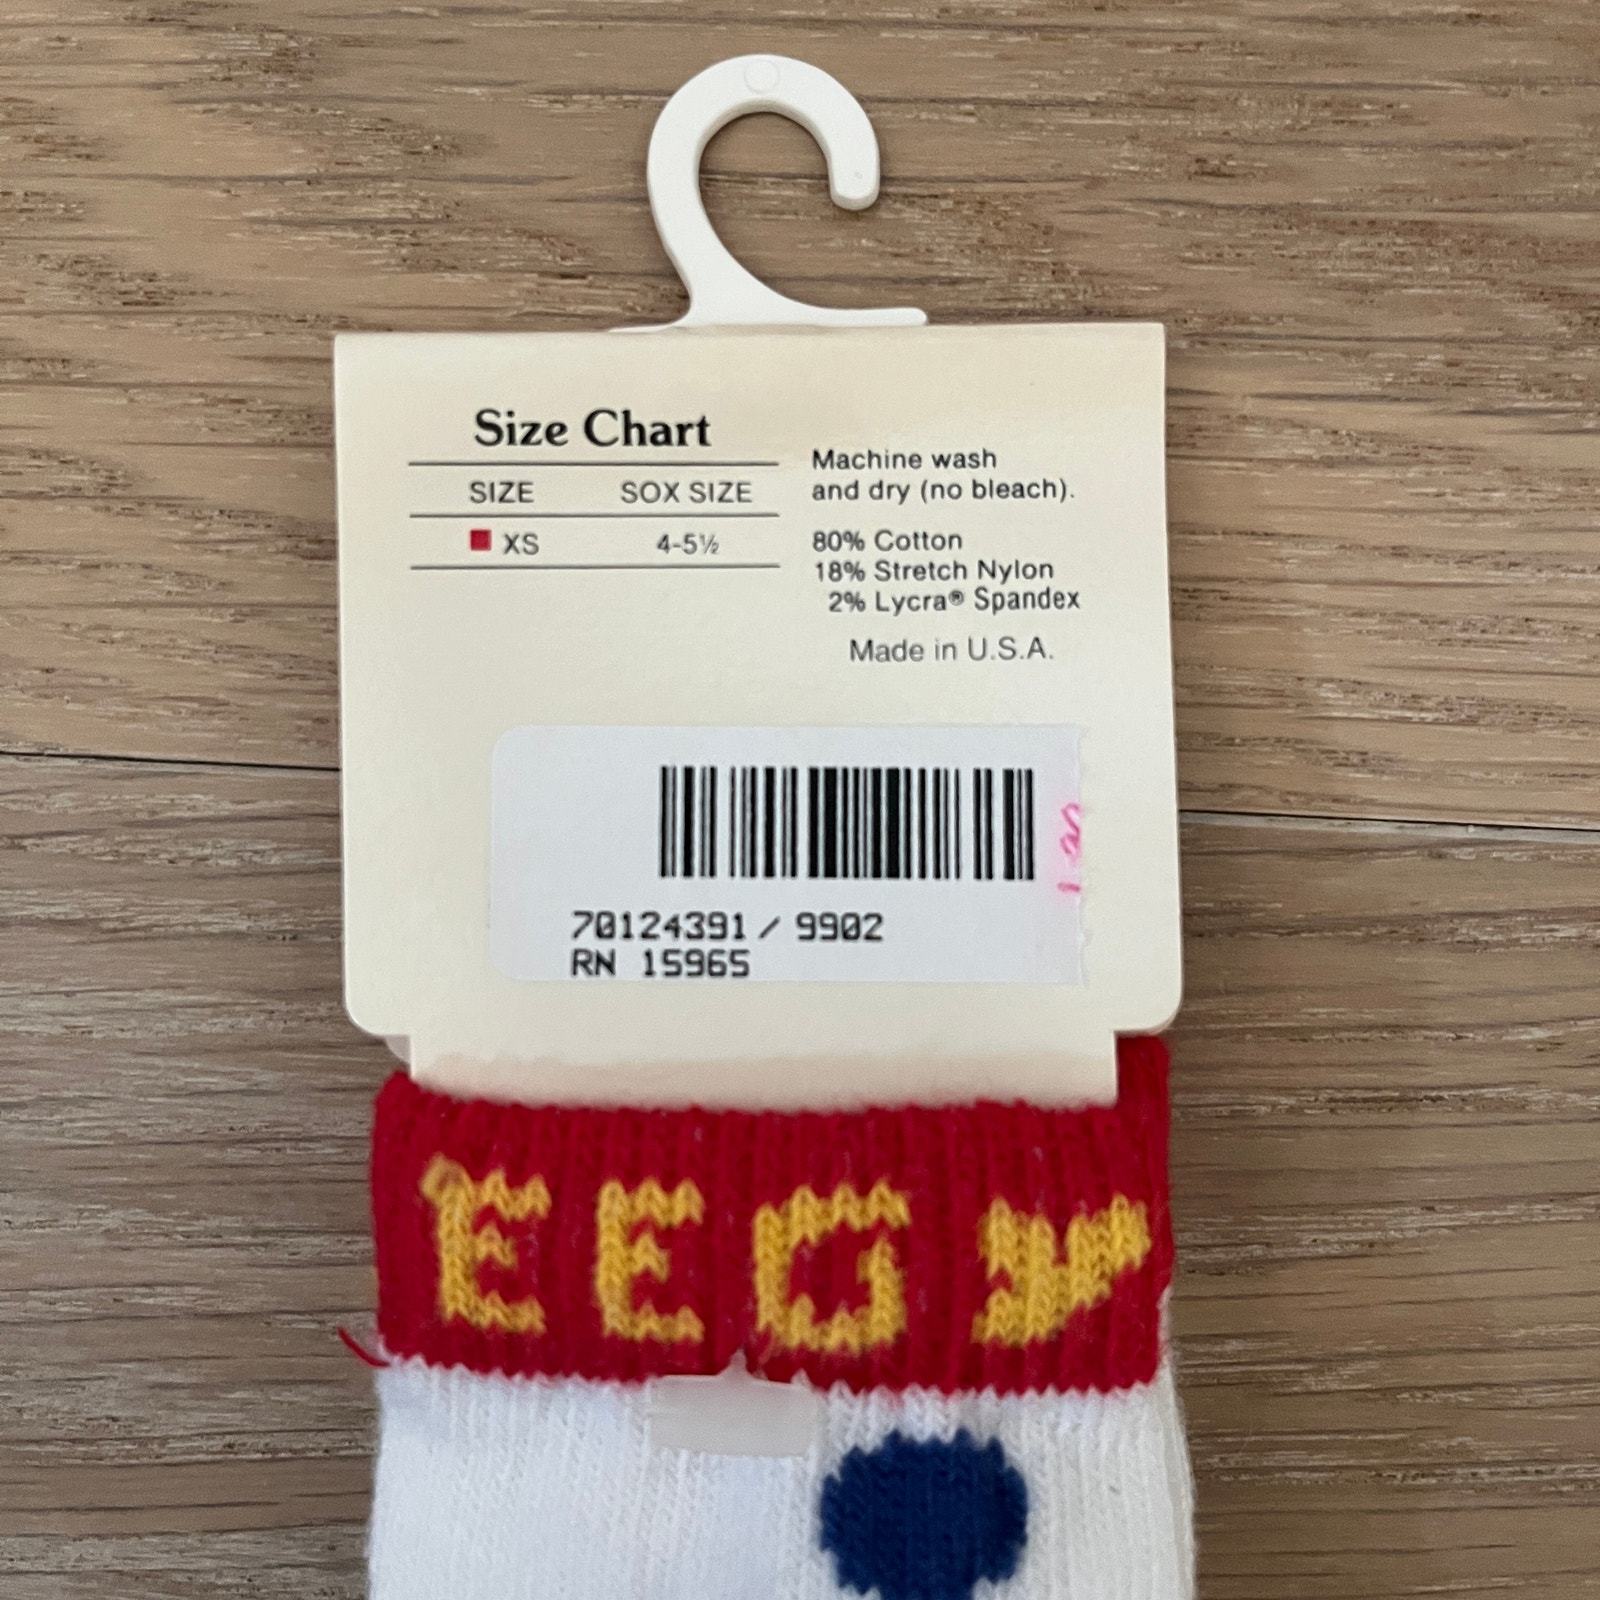 Size Chart
SIZE SOX SIZE
XS 4-5½
Machine wash
and dry (no bleach).
80% Cotton
18% Stretch Nylon
2% Lycra® Spandex
Made in U.S.A.
70124391 / 9902
RN 15965
EEGY